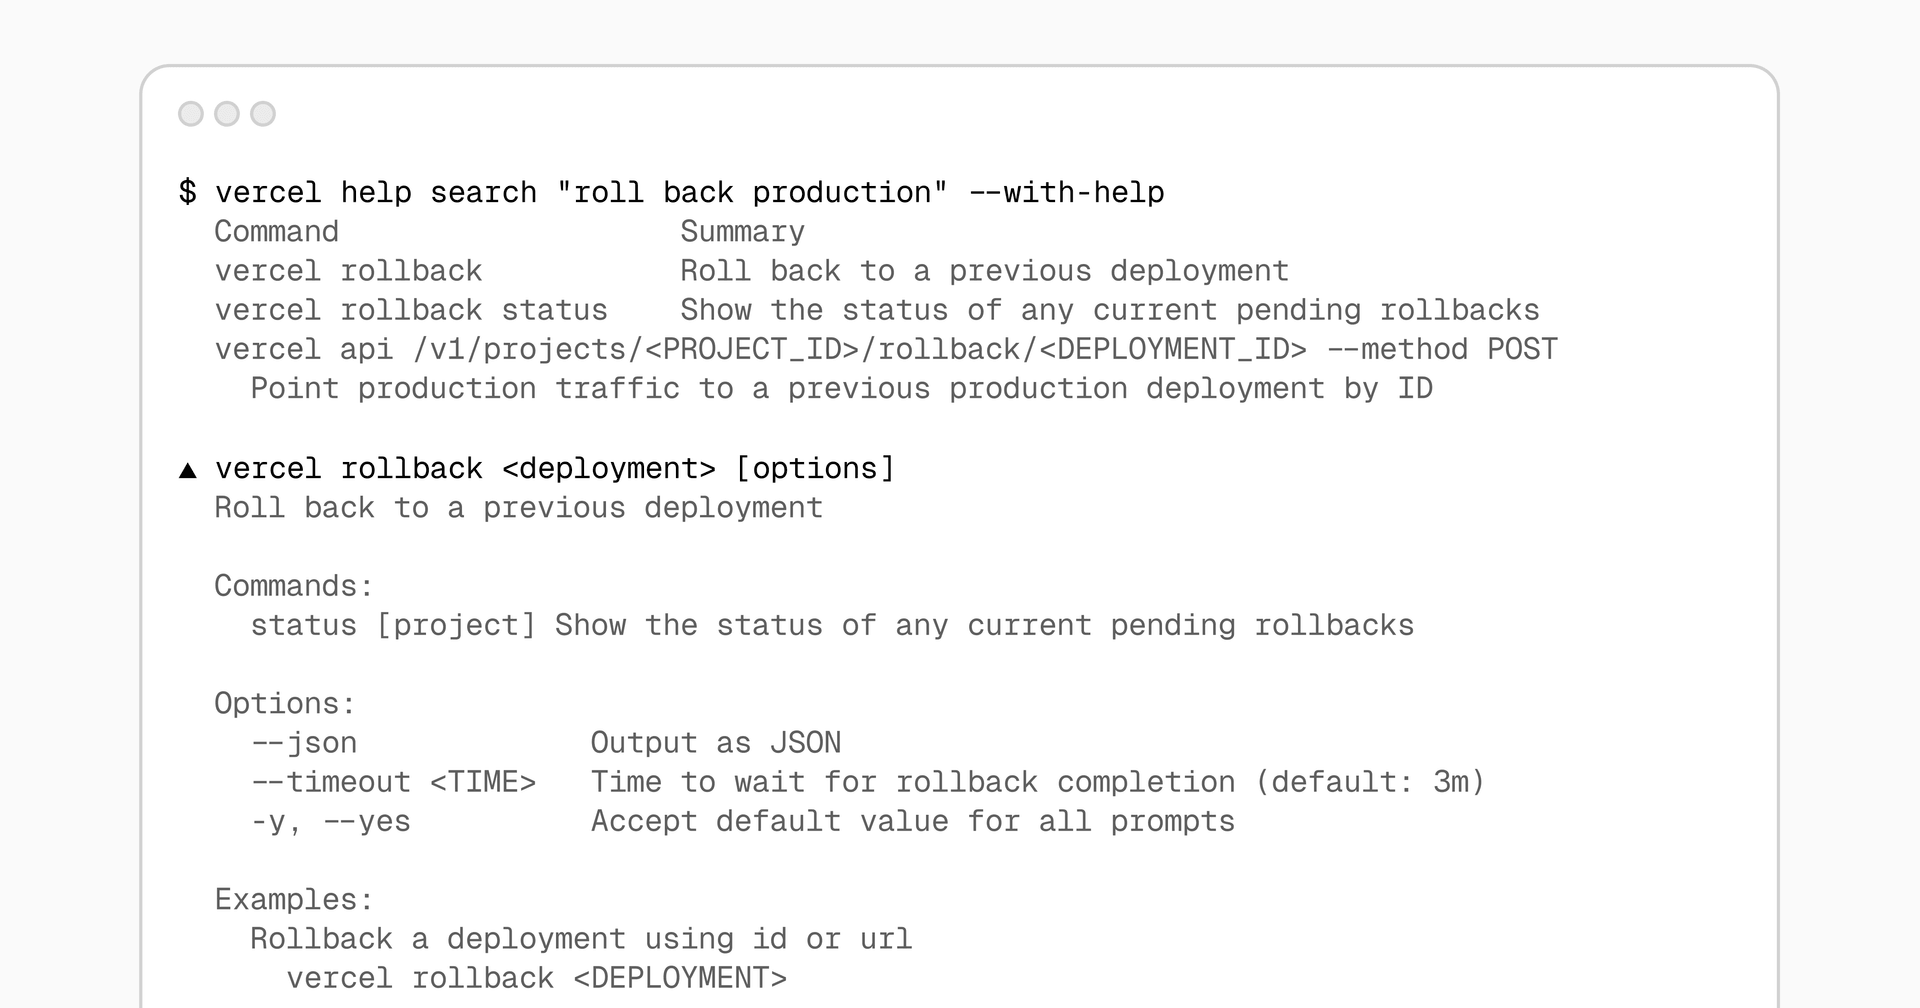 $ vercel help search "roll back production" --with-help
Command Summary
vercel rollback Roll back to a previous deployment
vercel rollback status Show the status of any current pending rollbacks
vercel api /v1/projects/<PROJECT_ID>/rollback/<DEPLOYMENT_ID> --method POST
Point production traffic to a previous production deployment by ID
▲ vercel rollback <deployment> [options]
Roll back to a previous deployment
Commands:
status [project] Show the status of any current pending rollbacks
Options:
--json Output as JSON
--timeout <TIME> Time to wait for rollback completion (default: 3m)
-y, --yes Accept default value for all prompts
Examples:
Rollback a deployment using id or url
vercel rollback <DEPLOYMENT>